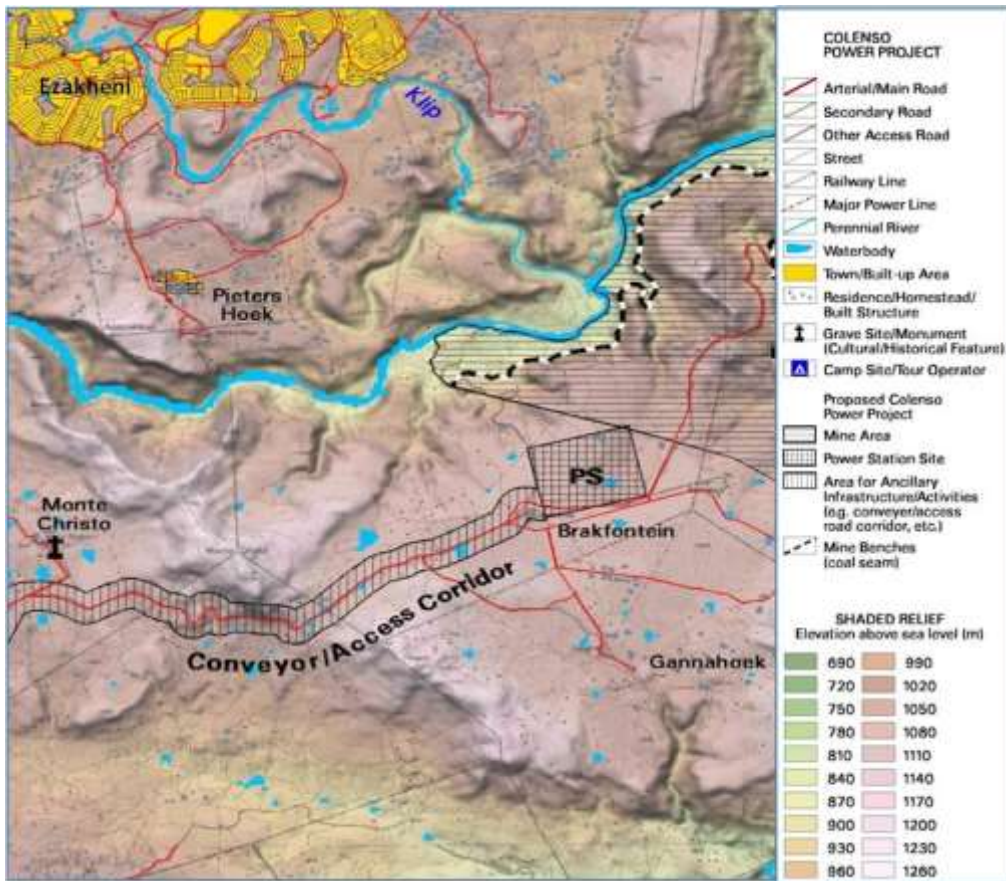 Ezakheni
Klip
Pieters
Hoek
Monte
Christo
PS
Brakfontein
Conveyor/Access Corridor
Gannahoek
COLENSO
POWER PROJECT
Arterial/Main Road
Secondary Road
Other Access Road
Street
Railway Line
Major Power Line
Perennial River
Waterbody
Town/Built-up Area
Residence/Homestead/
Built Structure
Grave Site/Monument
(Cultural/Historical Feature)
Camp Site/Tour Operator
Proposed Colenso
Power Project
Mine Area
Power Station Site
Area for Ancillary
Infrastructure/Activities
(e.g. conveyer/access
road corridor, etc.)
Mine Benches
(coal seam)
SHADED RELIEF
Elevation above sea level (m)
690 990
720 1020
750 1050
780 1080
810 1110
840 1140
870 1170
900 1200
930 1230
960 1260